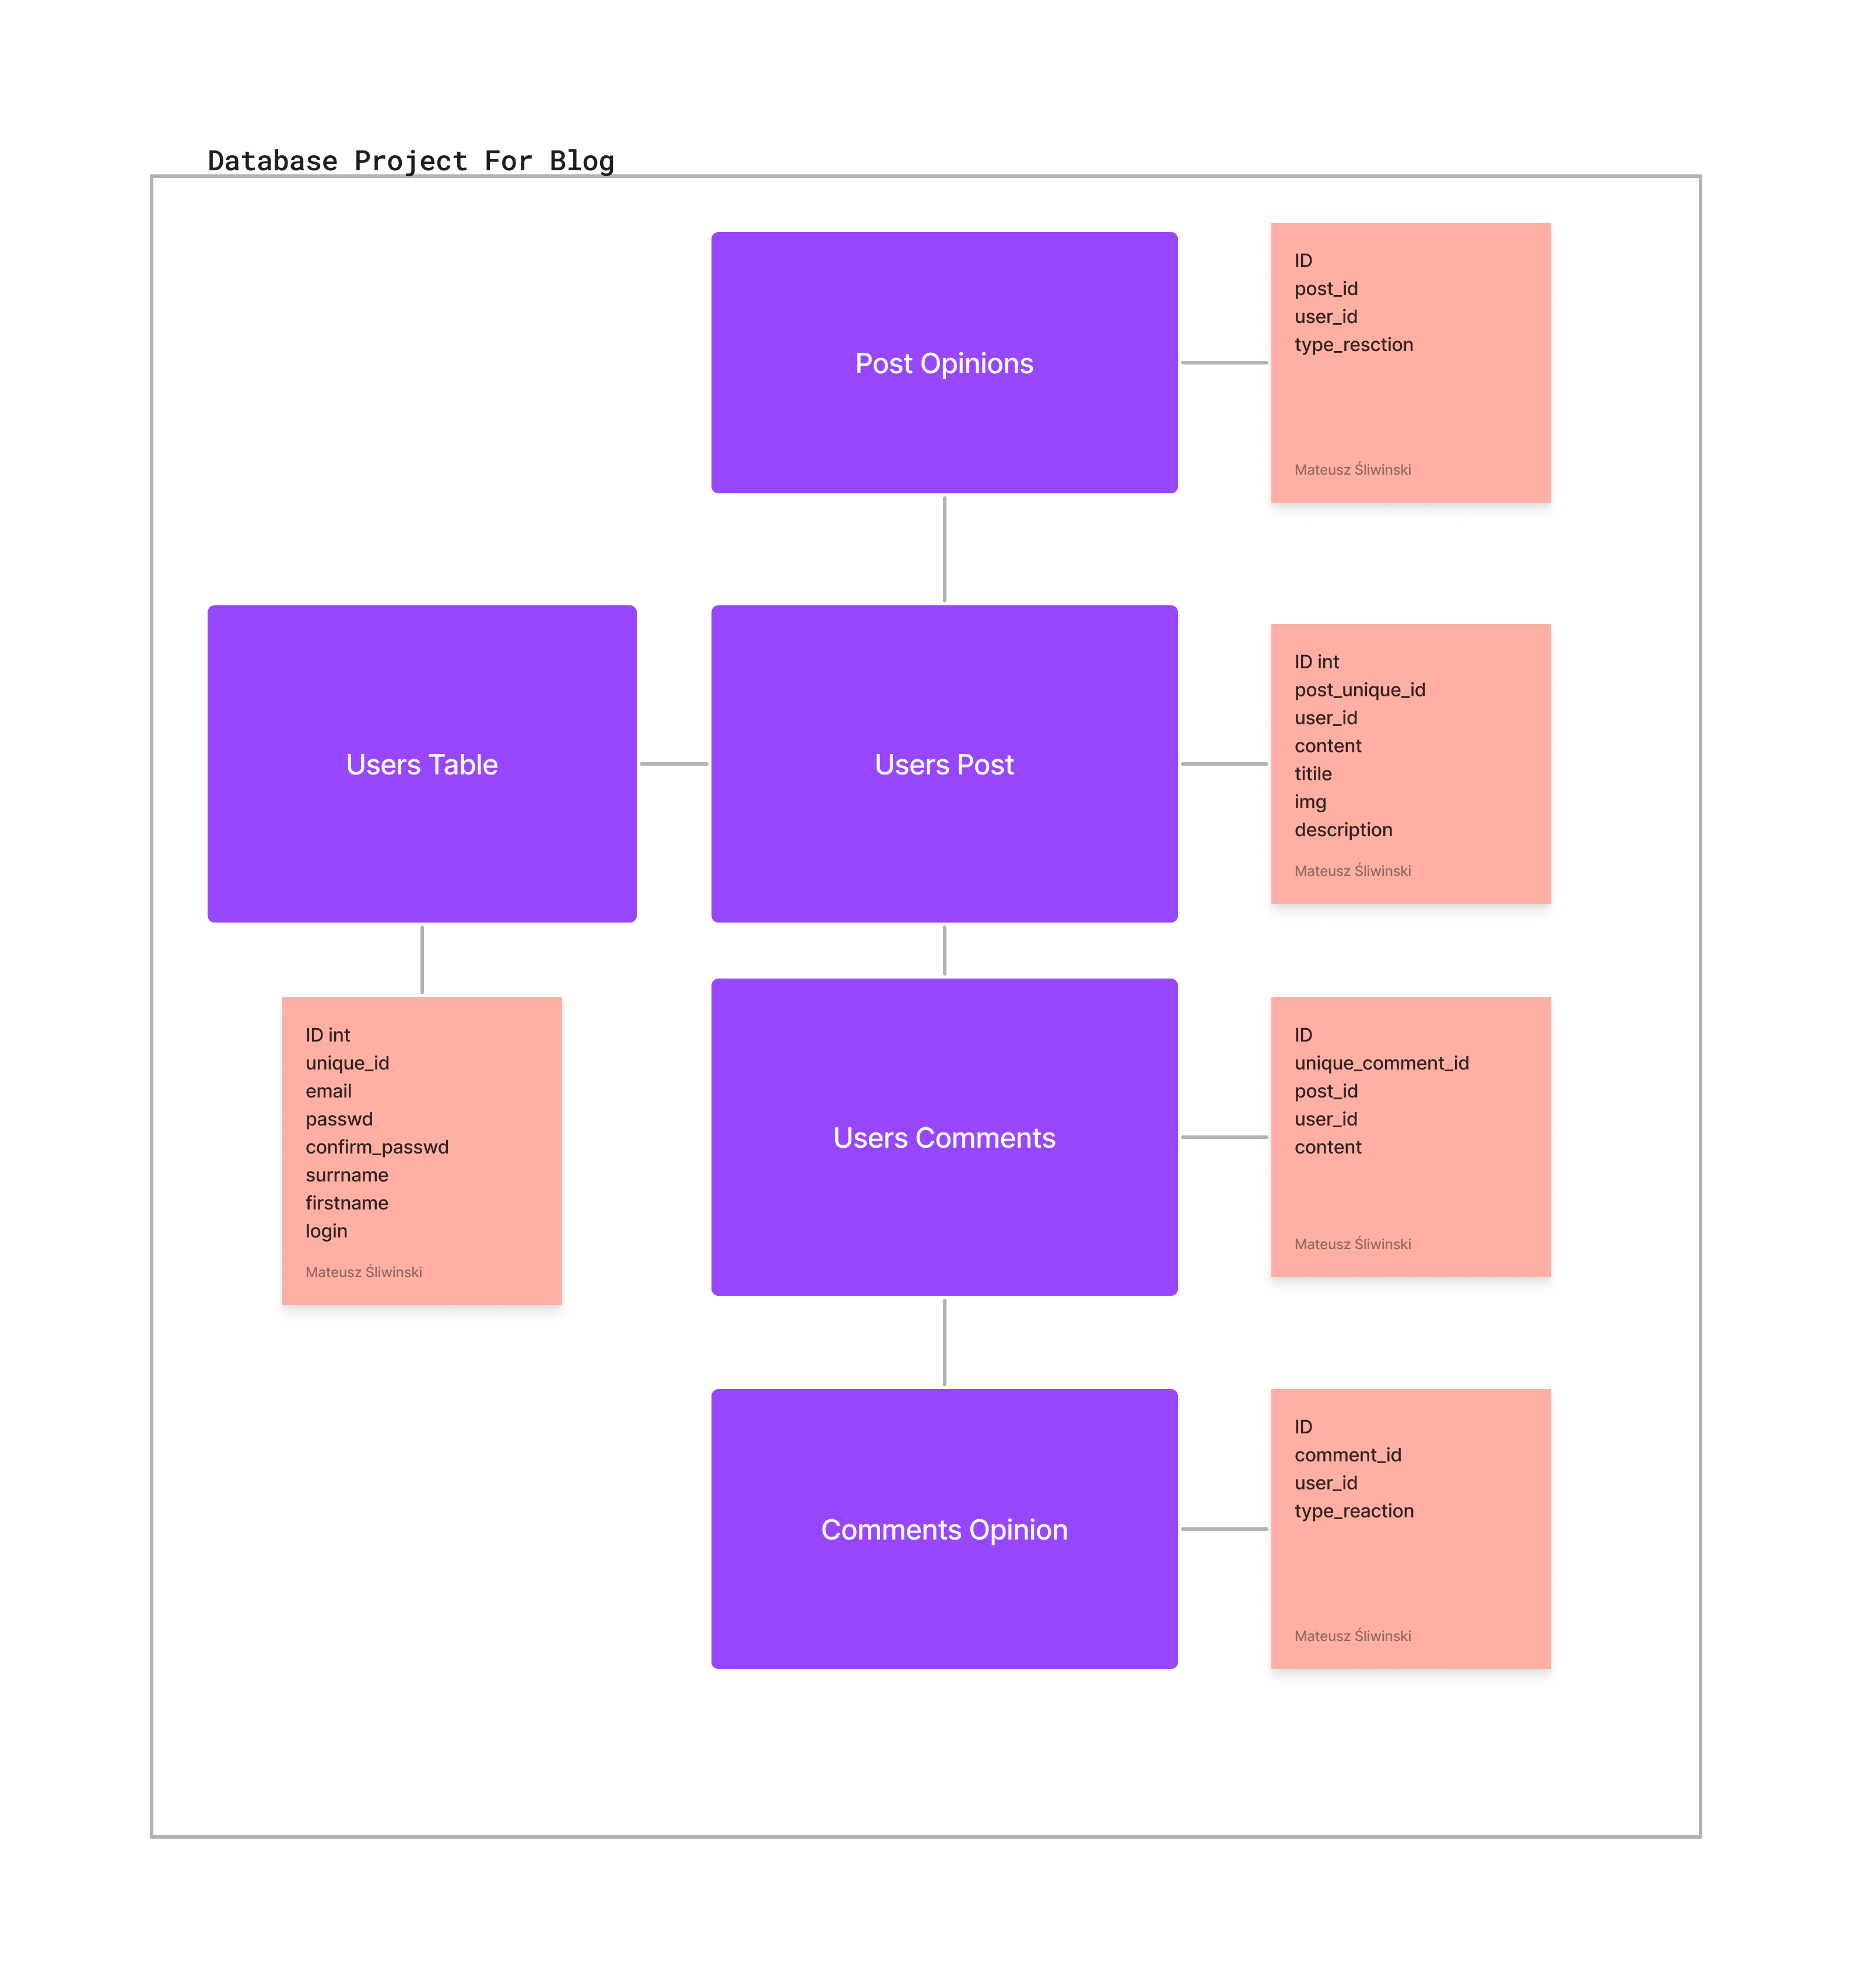 Database Project For Blog
Post Opinions
ID
post_id
user_id
type_resction
Mateusz Śliwinski
Users Table
Users Post
ID int
post_unique_id
user_id
content
titile
img
description
Mateusz Śliwinski
ID int
unique_id
email
passwd
confirm_passwd
surrname
firstname
login
Mateusz Śliwinski
Users Comments
ID
unique_comment_id
post_id
user_id
content
Mateusz Śliwinski
Comments Opinion
ID
comment_id
user_id
type_reaction
Mateusz Śliwinski